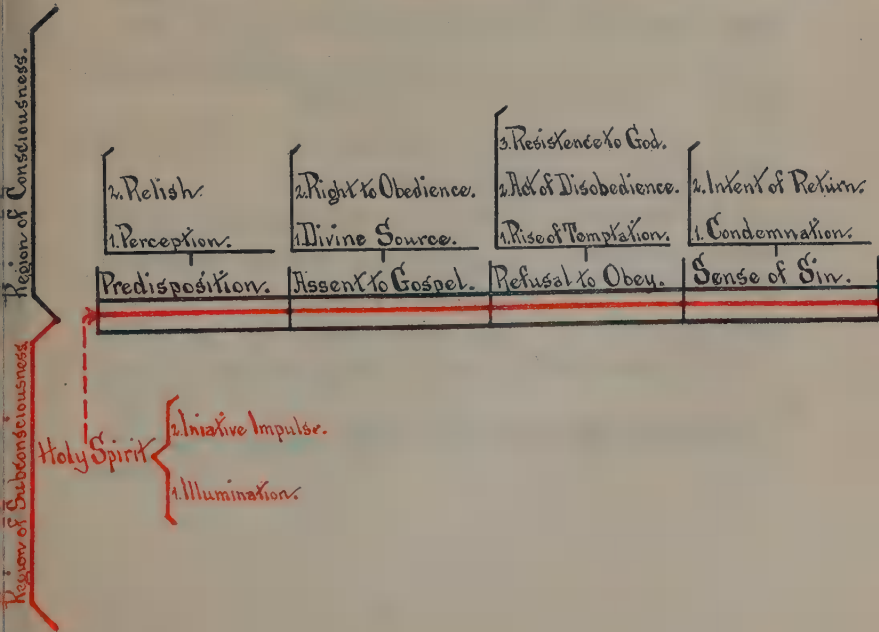 Region of Consciousness.
2. Relish.
1. Perception.
Predisposition.
2. Right to Obedience.
1. Divine Source.
Assent to Gospel.
3. Resistence to God.
2. Act of Disobedience.
1. Rise of Temptation.
Refusal to Obey.
2. Intent of Return.
1. Condemnation.
Sense of Sin.
Region of Subconsciousness.
Holy Spirit
2. Iniative Impulse.
1. Illumination.